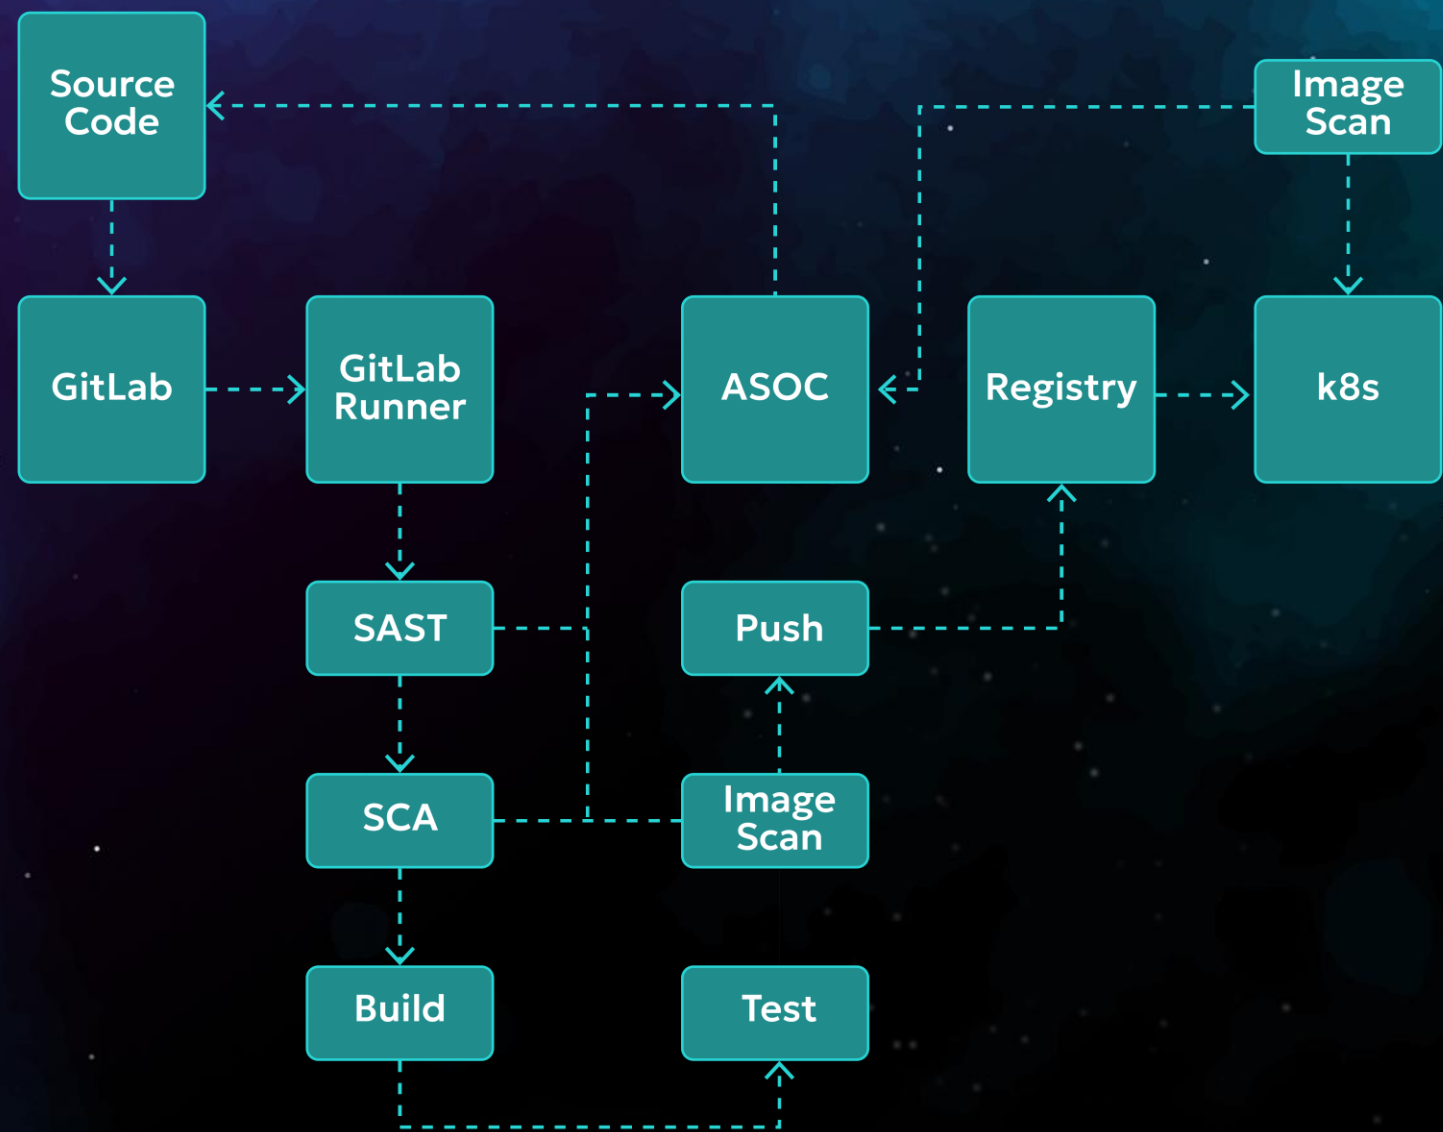 Source
Code
Image
Scan
GitLab
GitLab
Runner
ASOC
Registry
k8s
SAST
Push
SCA
Image
Scan
Build
Test